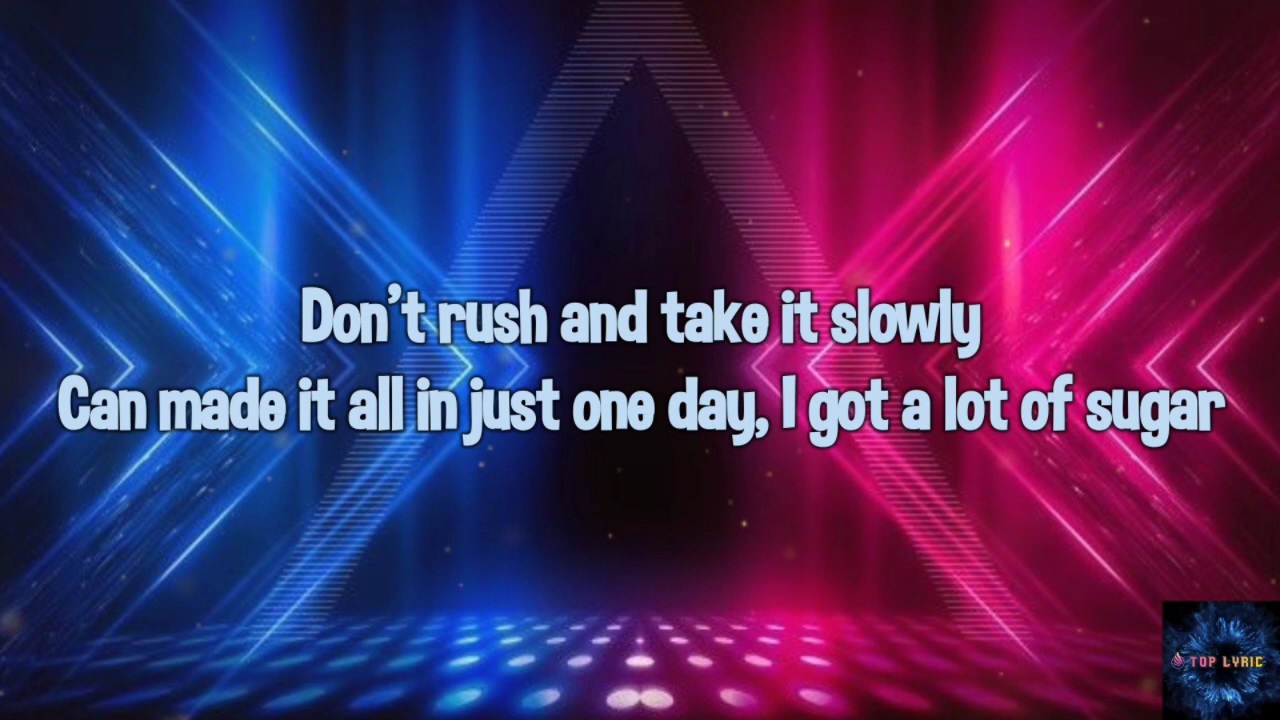 Don't rush and take it slowly
Can made it all in just one day, I got a lot of sugar
TOP LYRIC